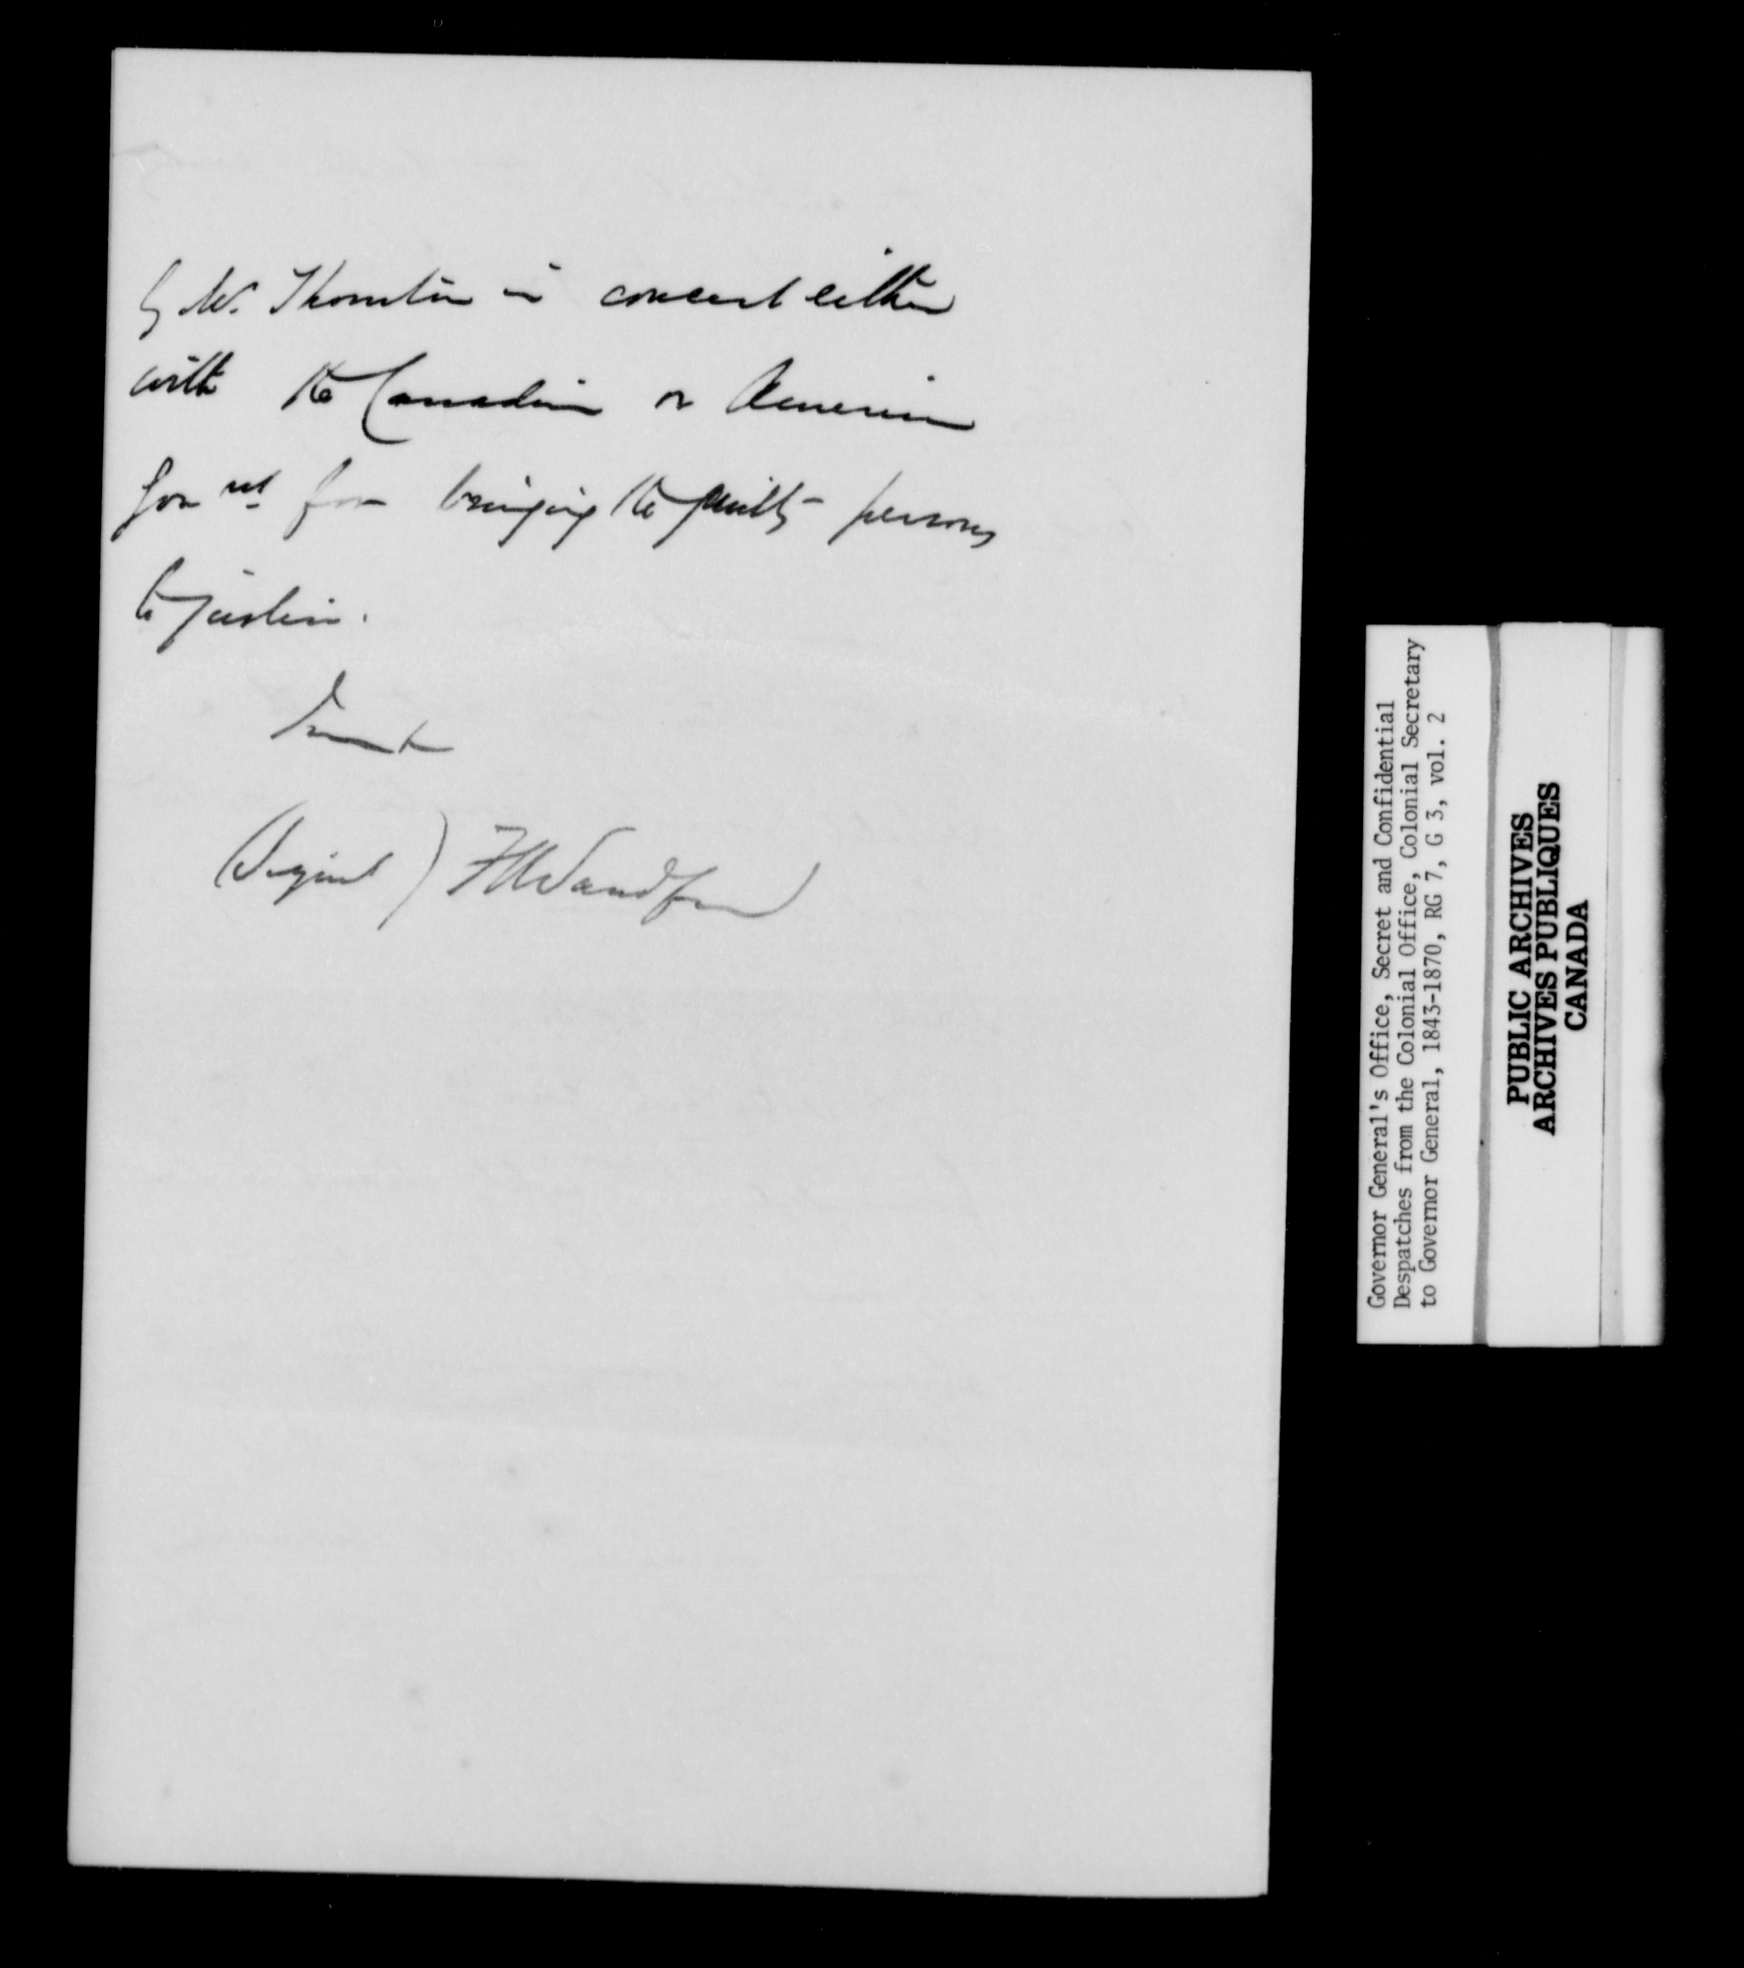 by Mr. Thornton in concert either
with the Canadian or American
Govnt for bringing the guilty persons
to justice.
(Signed) F R Sandford
Governor General's Office, Secret and Confidential
Despatches from the Colonial Office, Colonial Secretary
to Governor General, 1843-1870, RG 7, G 3, vol. 2
PUBLIC ARCHIVES
ARCHIVES PUBLIQUES
CANADA